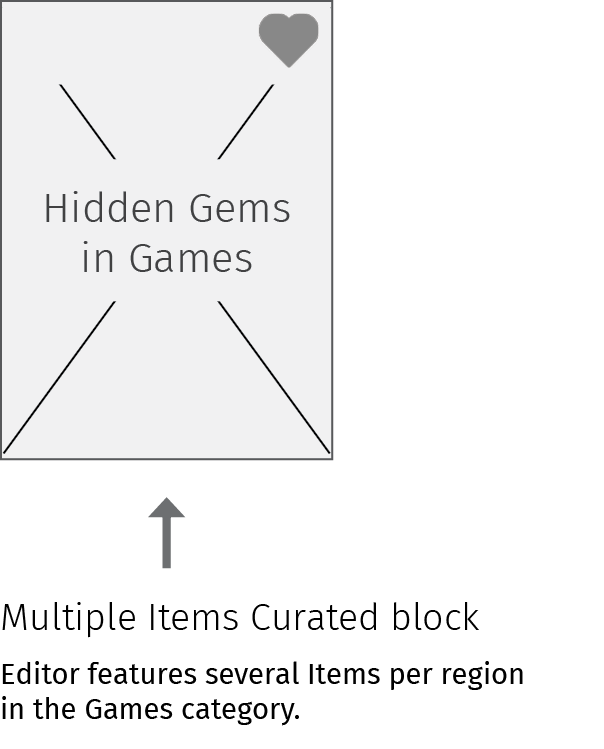 Hidden Gems
in Games
Multiple Items Curated block
Editor features several Items per region
in the Games category.